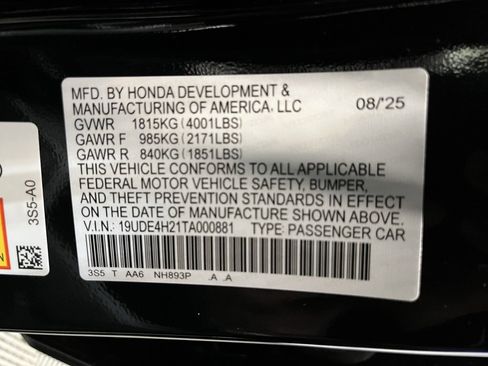 MFD. BY HONDA DEVELOPMENT &
MANUFACTURING OF AMERICA, LLC 08/'25
GVWR 1815KG(4001LBS)
GAWR F 985KG(2171LBS)
GAWR R 840KG(1851LBS)
THIS VEHICLE CONFORMS TO ALL APPLICABLE
FEDERAL MOTOR VEHICLE SAFETY, BUMPER,
AND THEFT PREVENTION STANDARDS IN EFFECT
ON THE DATE OF MANUFACTURE SHOWN ABOVE.
V.I.N.: 19UDE4H21TA000881 TYPE: PASSENGER CAR
3S5 T AA6 NH893P .A .A
3S5-A0